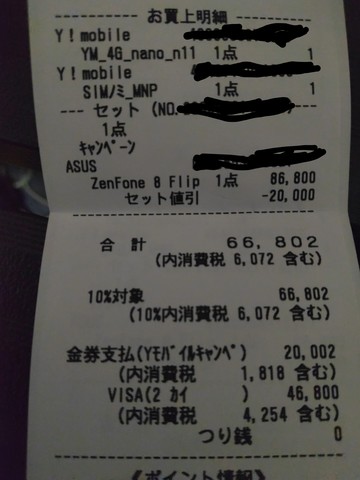 お買上明細
Y!mobile
YM_4G_nano_n11 1点 1
Y!mobile
SIMノミ_MNP 1点 1
セット (NO.
1点
キャンペーン
ASUS
ZenFone 8 Flip 1点 86,800
セット値引 -20,000
合計 66,802
(内消費税 6,072 含む)
10%対象 66,802
(10%内消費税 6,072 含む)
金券支払(Yモバイルキャンペ) 20,002
(内消費税 1,818 含む)
VISA(2 カイ ) 46,800
(内消費税 4,254 含む)
つり銭 0
《ポイント情報》